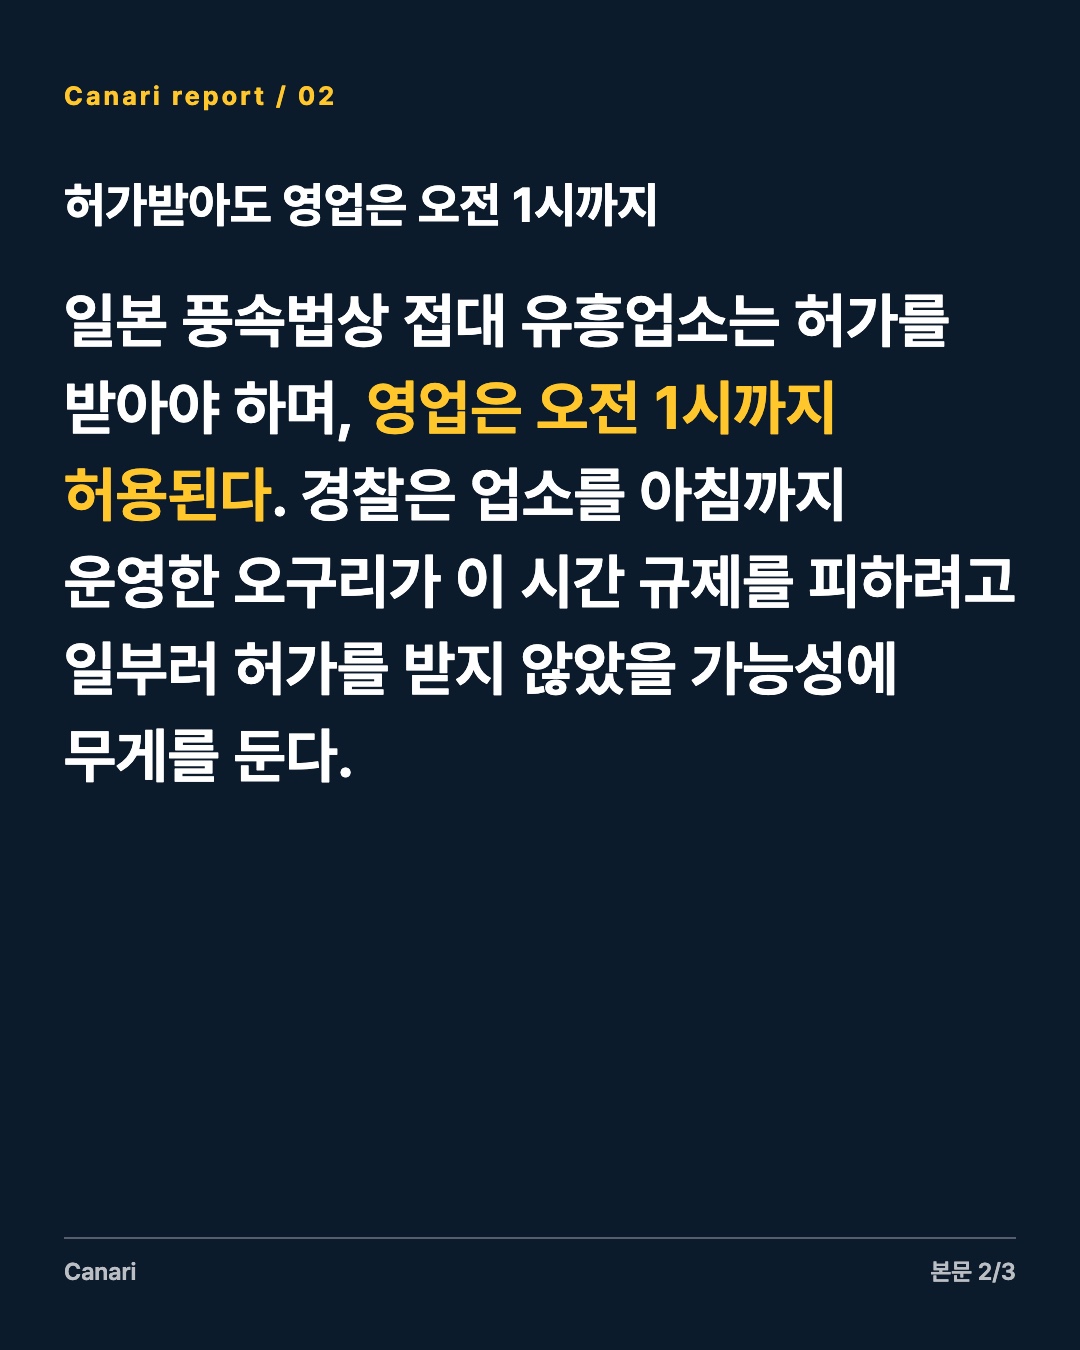 Canari report / 02
허가받아도 영업은 오전 1시까지
일본 풍속법상 접대 유흥업소는 허가를
받아야 하며, 영업은 오전 1시까지
허용된다. 경찰은 업소를 아침까지
운영한 오구리가 이 시간 규제를 피하려고
일부러 허가를 받지 않았을 가능성에
무게를 둔다.
Canari
본문 2/3